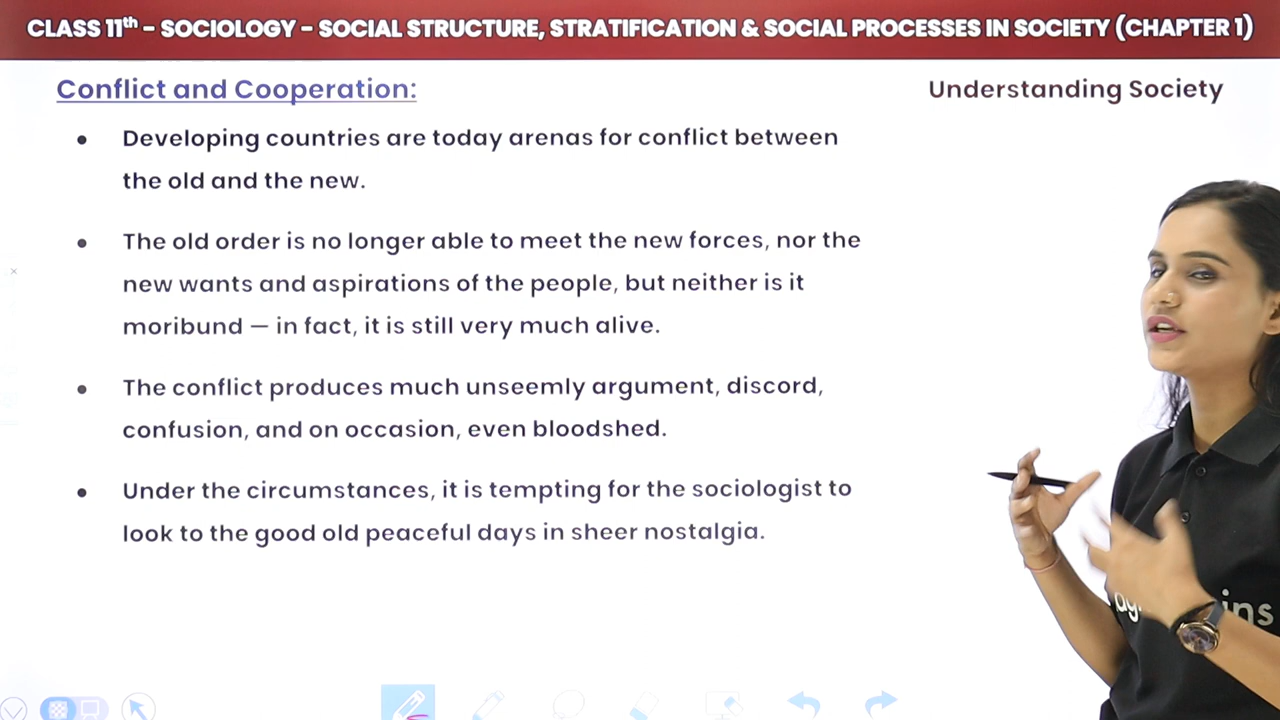 CLASS 11th - SOCIOLOGY - SOCIAL STRUCTURE, STRATIFICATION & SOCIAL PROCESSES IN SOCIETY (CHAPTER 1)
Conflict and Cooperation:
Understanding Society
• Developing countries are today arenas for conflict between
the old and the new.
• The old order is no longer able to meet the new forces, nor the
new wants and aspirations of the people, but neither is it
moribund — in fact, it is still very much alive.
• The conflict produces much unseemly argument, discord,
confusion, and on occasion, even bloodshed.
• Under the circumstances, it is tempting for the sociologist to
look to the good old peaceful days in sheer nostalgia.